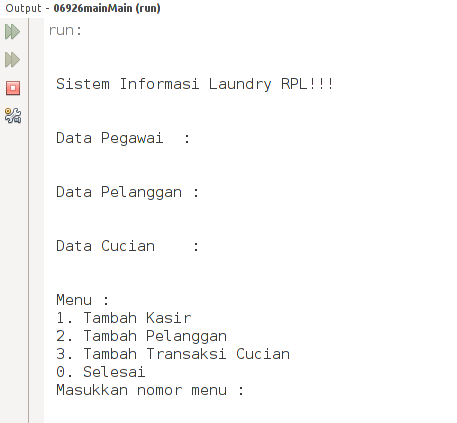 Output - 06926mainMain (run)
run:
Sistem Informasi Laundry RPL!!!
Data Pegawai  :
Data Pelanggan :
Data Cucian    :
Menu :
1. Tambah Kasir
2. Tambah Pelanggan
3. Tambah Transaksi Cucian
0. Selesai
Masukkan nomor menu :